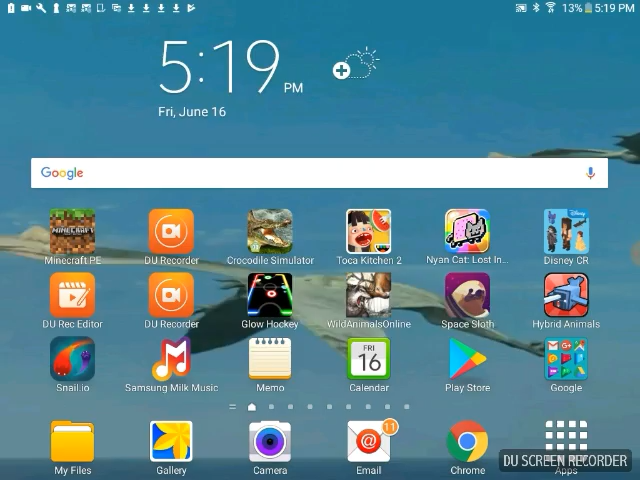 13% 5:19 PM
5:19 PM
Fri, June 16
Google
MINECRAFT
Disney
Minecraft PE DU Recorder Crocodile Simulator Toca Kitchen 2 Nyan Cat: Lost In... Disney CR
DU Rec Editor DU Recorder Glow Hockey WildAnimalsOnline Space Sloth Hybrid Animals
FRI
16
Snail.io Samsung Milk Music Memo Calendar Play Store Google
11
@
My Files Gallery Camera Email Chrome Apps
DU SCREEN RECORDER